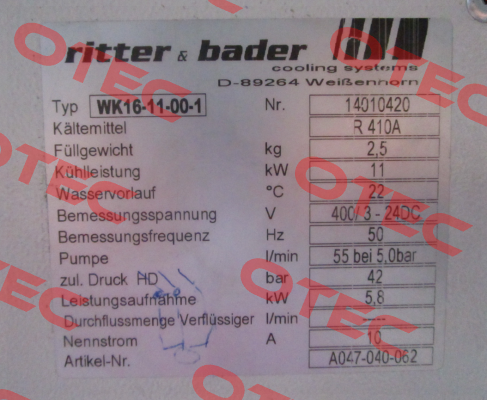 ritter & bader
cooling systems
D-89264 Weißenhorn
Typ WK16-11-00-1 Nr. 14010420
Kältemittel R 410A
Füllgewicht kg 2,5
Kühlleistung kW 11
Wasservorlauf °C 22
Bemessungsspannung V 400/ 3 - 24DC
Bemessungsfrequenz Hz 50
Pumpe l/min 55 bei 5,0bar
zul. Druck HD bar 42
Leistungsaufnahme kW 5,8
Durchflussmenge Verflüssiger l/min -----
Nennstrom A 10
Artikel-Nr. A047-040-062
OTEC